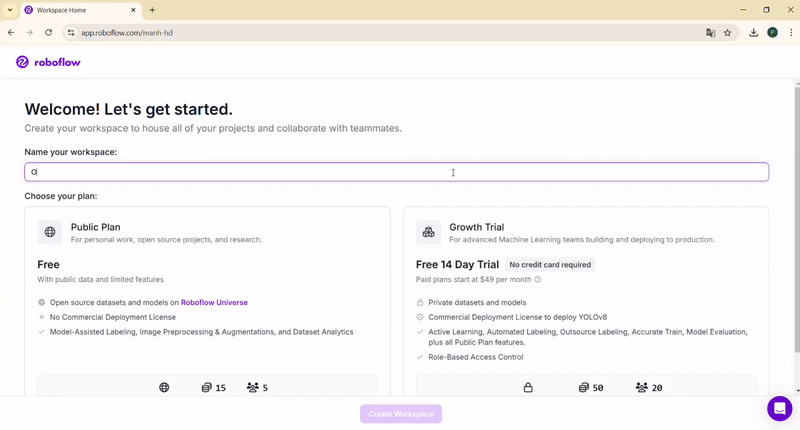 Workspace Home
app.roboflow.com/manh-hd
P
roboflow
Welcome! Let's get started.
Create your workspace to house all of your projects and collaborate with teammates.
Name your workspace:
O
Choose your plan:
Public Plan
For personal work, open source projects, and research.
Free
With public data and limited features
Open source datasets and models on Roboflow Universe
No Commercial Deployment License
Model-Assisted Labeling, Image Preprocessing & Augmentations, and Dataset Analytics
15 5
Growth Trial
For advanced Machine Learning teams building and deploying to production.
Free 14 Day Trial No credit card required
Paid plans start at $49 per month
Private datasets and models
Commercial Deployment License to deploy YOLOv8
Active Learning, Automated Labeling, Outsource Labeling, Accurate Train, Model Evaluation,
plus all Public Plan features.
Role-Based Access Control
50 20
Create Workspace